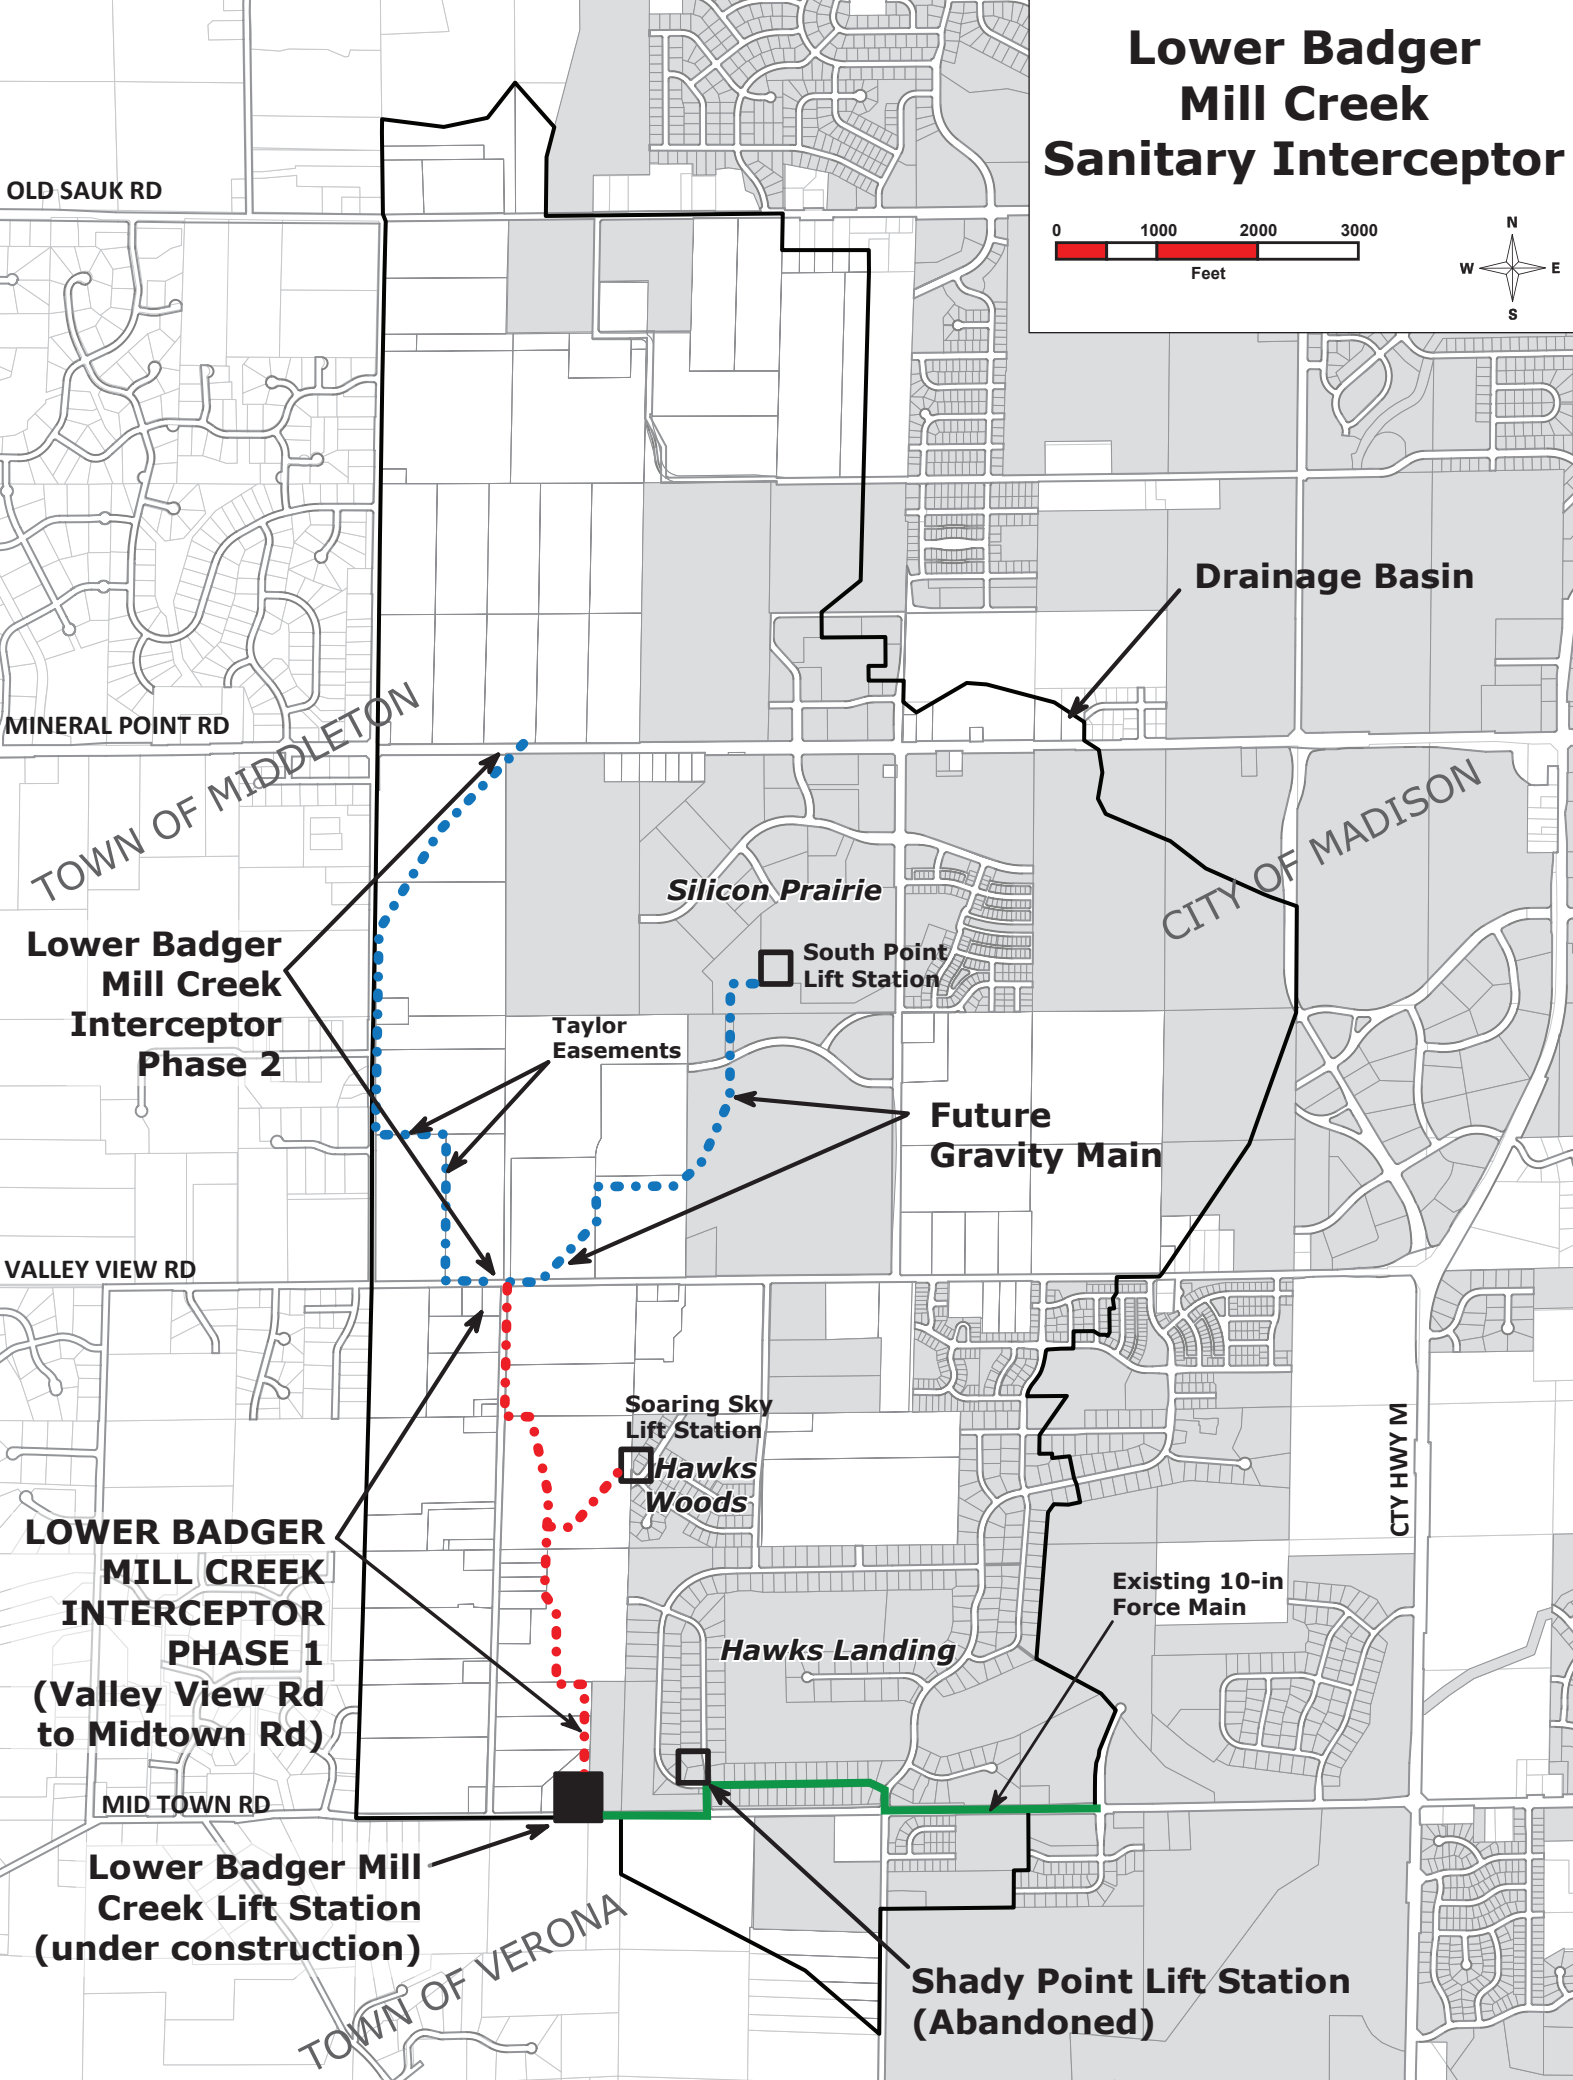 Lower Badger
Mill Creek
Sanitary Interceptor
0 1000 2000 3000
Feet
N
W E
S
OLD SAUK RD
Drainage Basin
TOWN OF MIDDLETON
MINERAL POINT RD
CITY OF MADISON
Silicon Prairie
Lower Badger
Mill Creek
Interceptor
Phase 2
South Point
Lift Station
Taylor
Easements
Future
Gravity Main
VALLEY VIEW RD
Soaring Sky
Lift Station
Hawks
Woods
CTY HWY M
LOWER BADGER
MILL CREEK
INTERCEPTOR
PHASE 1
(Valley View Rd
to Midtown Rd)
Existing 10-in
Force Main
Hawks Landing
MID TOWN RD
Lower Badger Mill
Creek Lift Station
(under construction)
TOWN OF VERONA
Shady Point Lift Station
(Abandoned)